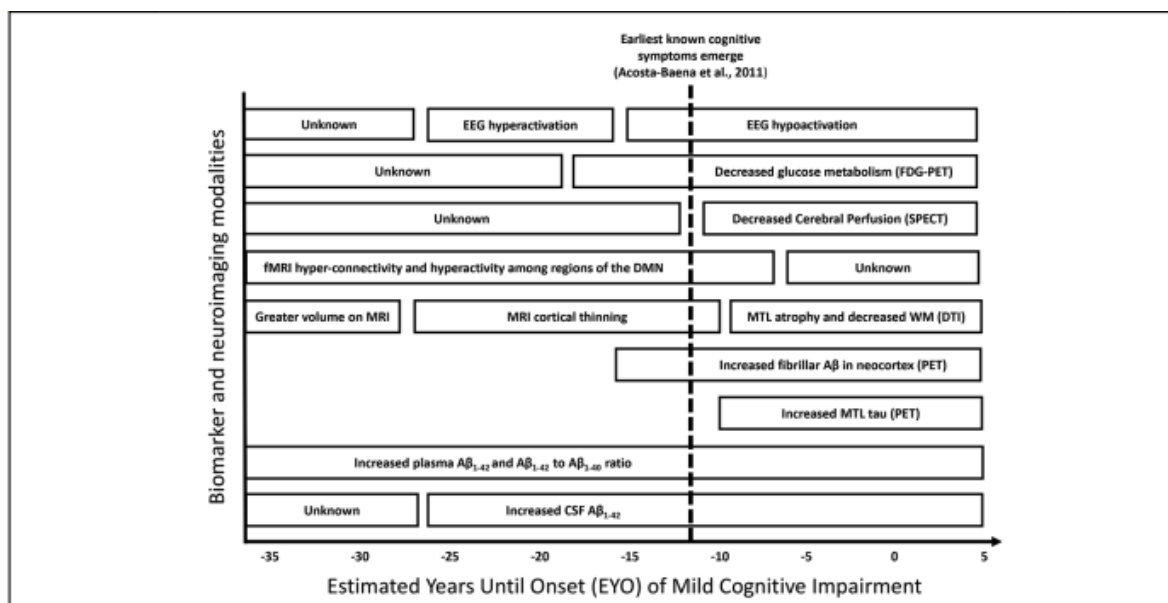 Earliest known cognitive
symptoms emerge
(Acosta-Baena et al., 2011)
Biomarker and neuroimaging modalities
Unknown EEG hyperactivation EEG hypoactivation
Unknown Decreased glucose metabolism (FDG-PET)
Unknown Decreased Cerebral Perfusion (SPECT)
fMRI hyper-connectivity and hyperactivity among regions of the DMN Unknown
Greater volume on MRI MRI cortical thinning MTL atrophy and decreased WM (DTI)
Increased fibrillar Aβ in neocortex (PET)
Increased MTL tau (PET)
Increased plasma Aβ₁₋₄₂ and Aβ₁₋₄₂ to Aβ₁₋₄₀ ratio
Unknown Increased CSF Aβ₁₋₄₂
-35 -30 -25 -20 -15 -10 -5 0 5
Estimated Years Until Onset (EYO) of Mild Cognitive Impairment